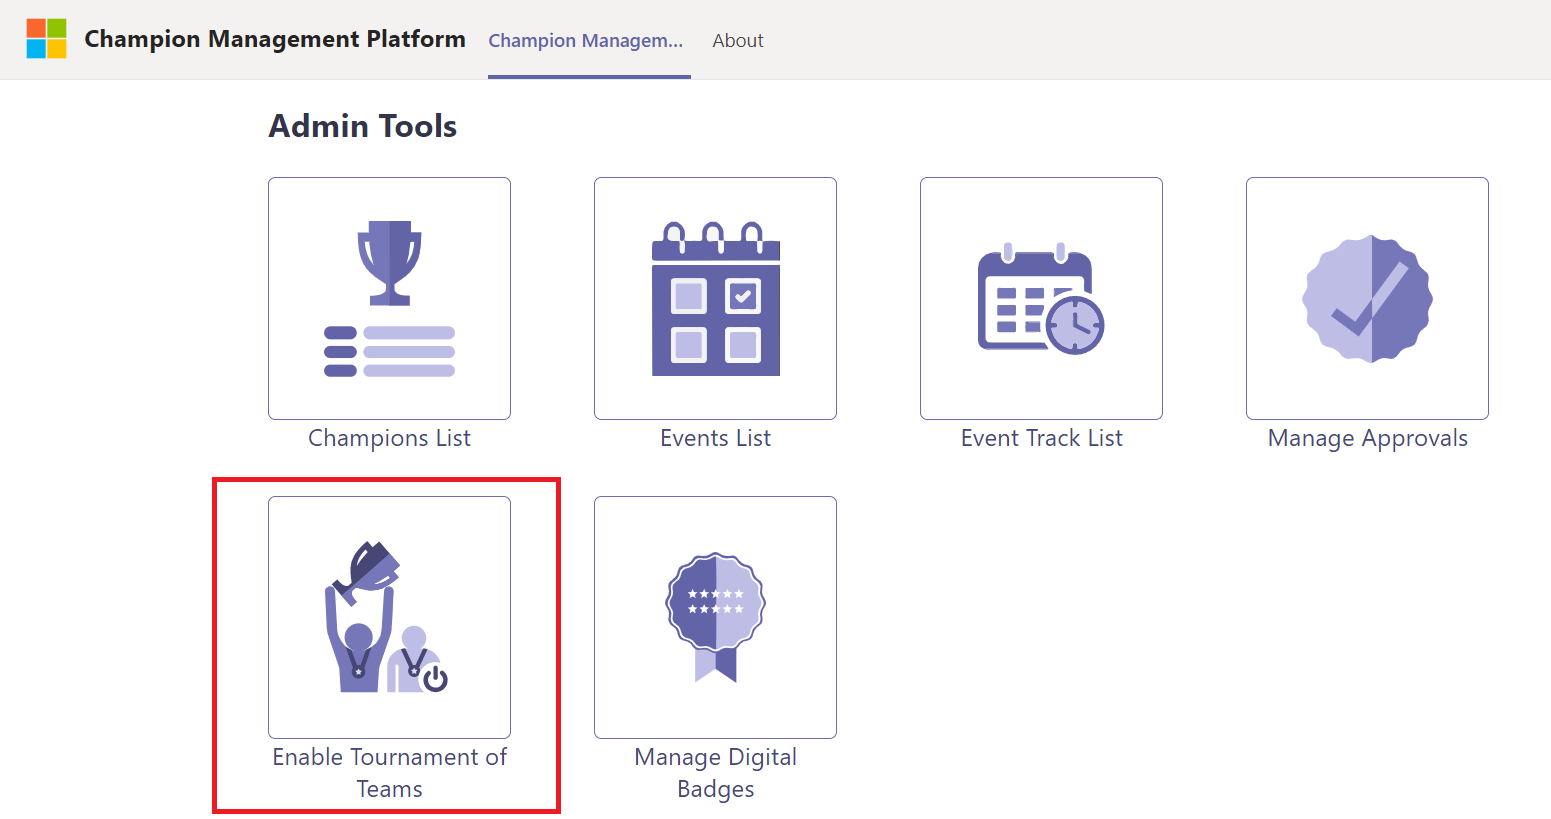 Champion Management Platform
Champion Managem...
About
Admin Tools
Champions List
Events List
Event Track List
Manage Approvals
Enable Tournament of
Teams
Manage Digital
Badges